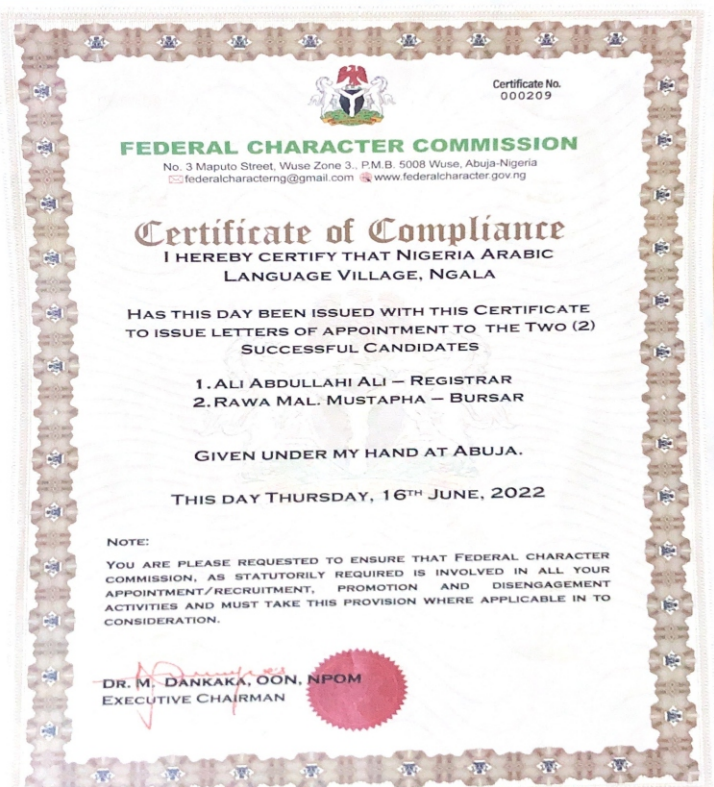 Certificate No.
000209
FEDERAL CHARACTER COMMISSION
No. 3 Maputo Street, Wuse Zone 3., P.M.B. 5008 Wuse, Abuja-Nigeria
federalcharacterng@gmail.com www.federalcharacter.gov.ng
Certificate of Compliance
I HEREBY CERTIFY THAT NIGERIA ARABIC
LANGUAGE VILLAGE, NGALA
HAS THIS DAY BEEN ISSUED WITH THIS CERTIFICATE
TO ISSUE LETTERS OF APPOINTMENT TO THE TWO (2)
SUCCESSFUL CANDIDATES
1. ALI ABDULLAHI ALI – REGISTRAR
2. RAWA MAL. MUSTAPHA – BURSAR
GIVEN UNDER MY HAND AT ABUJA.
THIS DAY THURSDAY, 16TH JUNE, 2022
NOTE:
YOU ARE PLEASE REQUESTED TO ENSURE THAT FEDERAL CHARACTER
COMMISSION, AS STATUTORILY REQUIRED IS INVOLVED IN ALL YOUR
APPOINTMENT/RECRUITMENT, PROMOTION AND DISENGAGEMENT
ACTIVITIES AND MUST TAKE THIS PROVISION WHERE APPLICABLE IN TO
CONSIDERATION.
DR. M. DANKAKA, OON, NPOM
EXECUTIVE CHAIRMAN